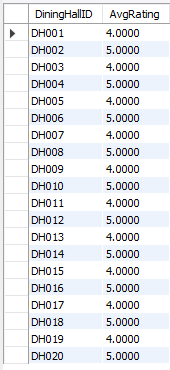 DiningHallID AvgRating
DH001 4.0000
DH002 5.0000
DH003 4.0000
DH004 5.0000
DH005 4.0000
DH006 5.0000
DH007 4.0000
DH008 5.0000
DH009 4.0000
DH010 5.0000
DH011 4.0000
DH012 5.0000
DH013 4.0000
DH014 5.0000
DH015 4.0000
DH016 5.0000
DH017 4.0000
DH018 5.0000
DH019 4.0000
DH020 5.0000